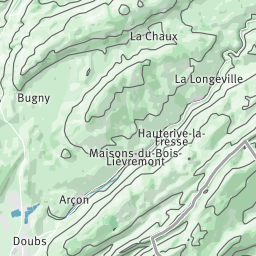 La Chaux
La Longeville
Bugny
Hauterive-la-
Fresse
Maisons-du-Bois-
Lièvremont
Arçon
Doubs